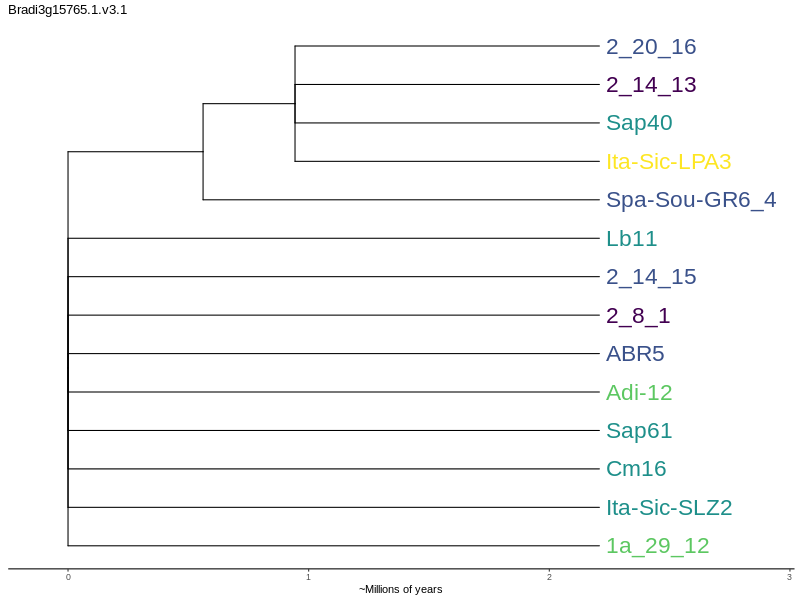 Bradi3g15765.1.v3.1
2_20_16
2_14_13
Sap40
Ita-Sic-LPA3
Spa-Sou-GR6_4
Lb11
2_14_15
2_8_1
ABR5
Adi-12
Sap61
Cm16
Ita-Sic-SLZ2
1a_29_12
0 1 2 3
~Millions of years